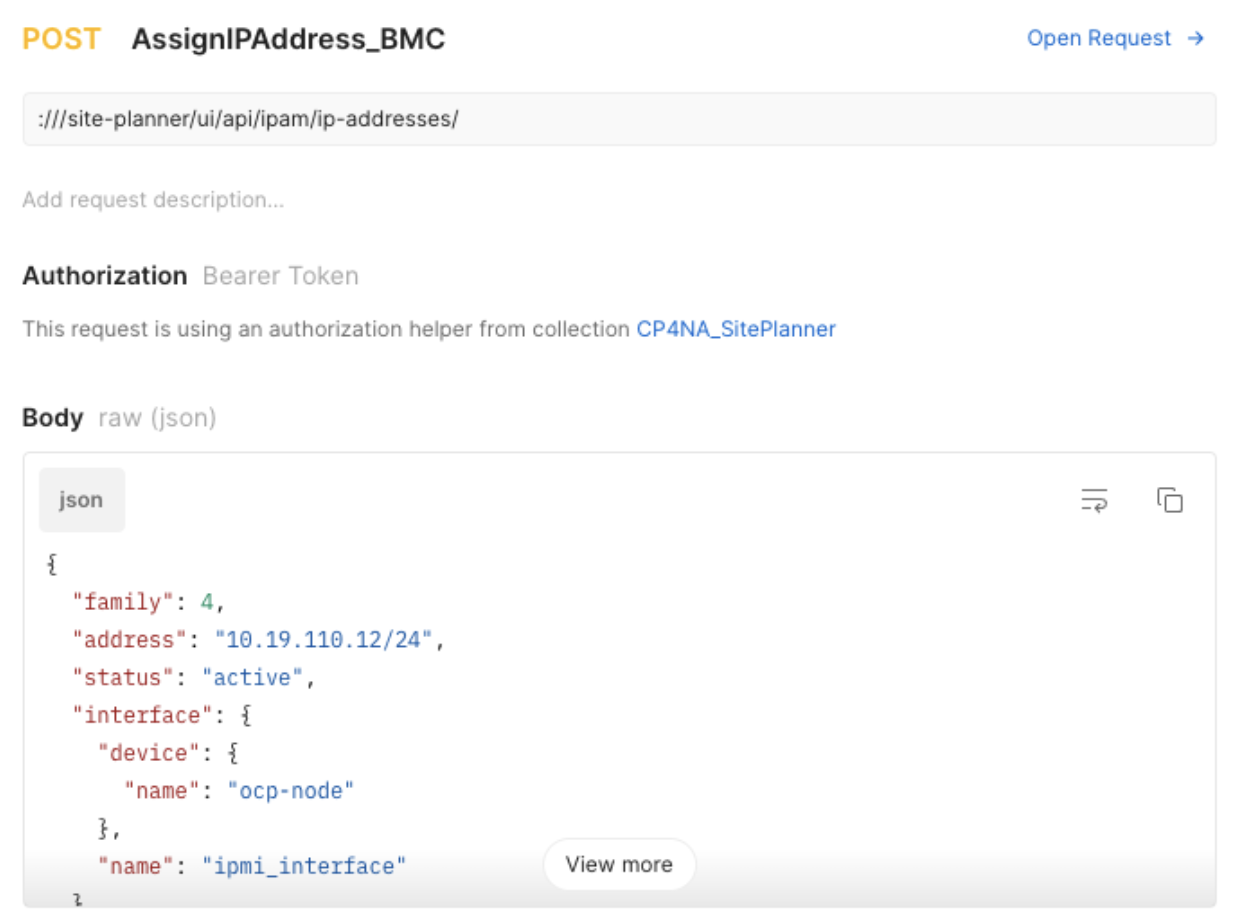 POST AssignIPAddress_BMC Open Request →
:///site-planner/ui/api/ipam/ip-addresses/
Add request description...
Authorization Bearer Token
This request is using an authorization helper from collection CP4NA_SitePlanner
Body raw (json)
json
{
"family": 4,
"address": "10.19.110.12/24",
"status": "active",
"interface": {
"device": {
"name": "ocp-node"
},
"name": "ipmi_interface"
View more
}